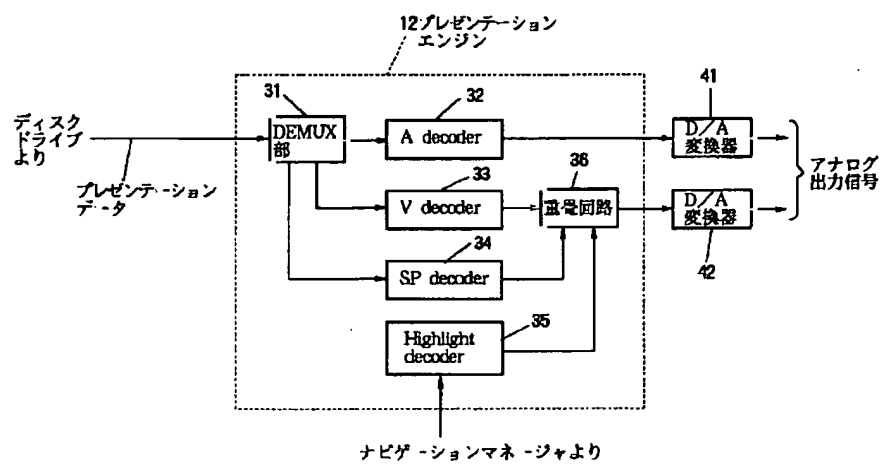 12プレゼンテーション
エンジン
ディスク
ドライブ
より
プレゼンテーション
データ
31
DEMUX
部
32
A decoder
33
V decoder
34
SP decoder
35
Highlight
decoder
36
重骨回路
41
D/A
変換器
D/A
変換器
42
アナログ
出力信号
ナビゲーションマネージャより